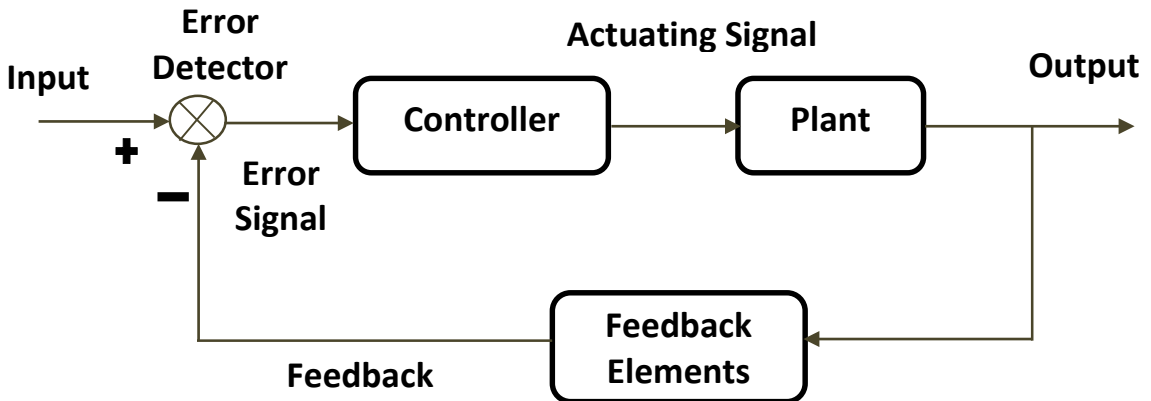 Error
Detector
Input
+
−
Error
Signal
Controller
Actuating Signal
Plant
Output
Feedback
Elements
Feedback